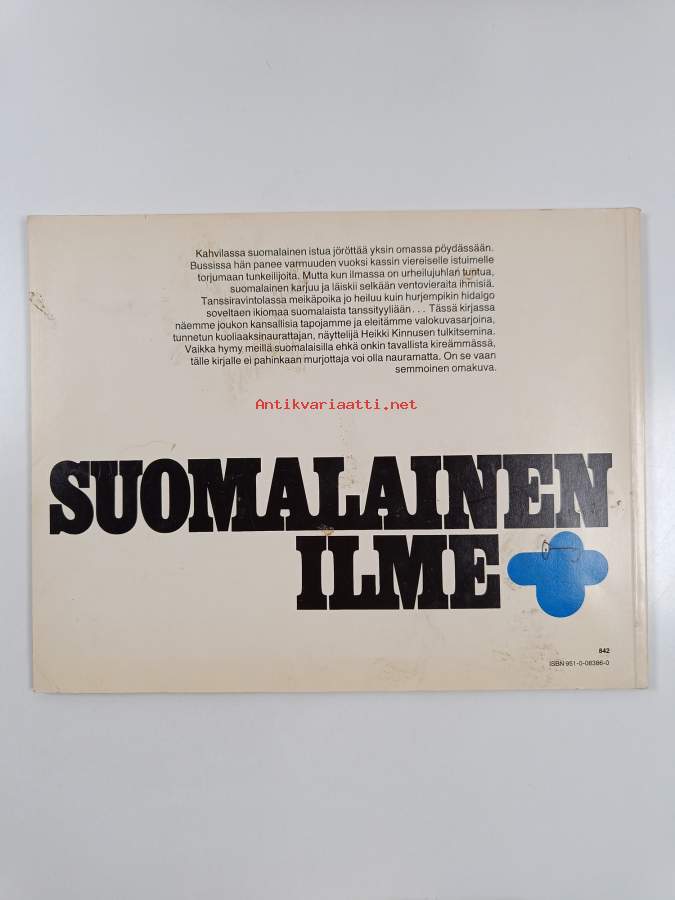 Kahvilassa suomalainen istua jöröttää yksin omassa pöydässään.
Bussissa hän panee varmuuden vuoksi kassin viereiselle istuimelle
torjumaan tunkeilijoita. Mutta kun ilmassa on urheilujuhlan tuntua,
suomalainen karjuu ja läiskii selkään ventovieraita ihmisiä.
Tanssiravintolassa meikäpoika jo heiluu kuin hurjempikin hidalgo
soveltaen ikiomaa suomalaista tanssityyliään... Tässä kirjassa
näemme joukon kansallisia tapojamme ja eleitämme valokuvasarjoina,
tunnetun kuoliaaksinaurattajan, näyttelijä Heikki Kinnusen tulkitsemina.
Vaikka hymy meillä suomalaisilla ehkä onkin tavallista kireämmässä,
tälle kirjalle ei pahinkaan murjottaja voi olla nauramatta. On se vaan
semmoinen omakuva.
Antikvariaatti.net
SUOMALAINEN
ILME
842
ISBN 951-0-08386-0